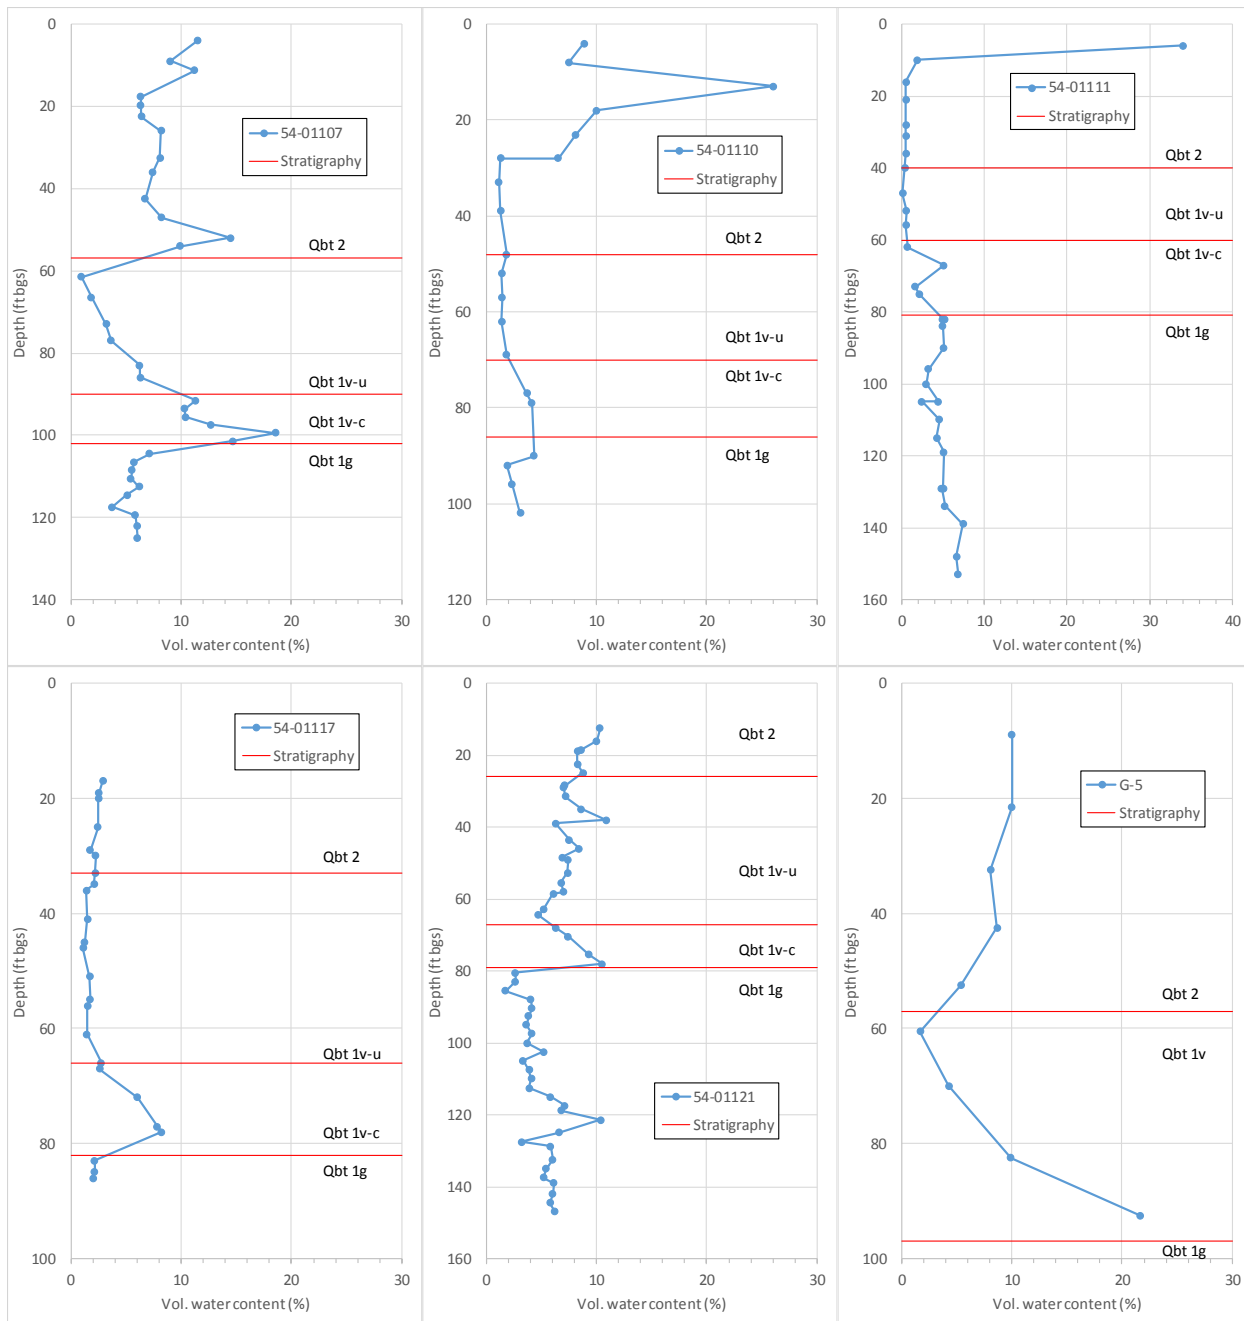 0
20
40
60
80
100
120
140
0 10 20 30
Depth (ft bgs)
Vol. water content (%)
54-01107
Stratigraphy
Qbt 2
Qbt 1v-u
Qbt 1v-c
Qbt 1g
0
20
40
60
80
100
120
0 10 20 30
Depth (ft bgs)
Vol. water content (%)
54-01110
Stratigraphy
Qbt 2
Qbt 1v-u
Qbt 1v-c
Qbt 1g
0
20
40
60
80
100
120
140
160
0 10 20 30 40
Depth (ft bgs)
Vol. water content (%)
54-01111
Stratigraphy
Qbt 2
Qbt 1v-u
Qbt 1v-c
Qbt 1g
0
20
40
60
80
100
0 10 20 30
Depth (ft bgs)
Vol. water content (%)
54-01117
Stratigraphy
Qbt 2
Qbt 1v-u
Qbt 1v-c
Qbt 1g
0
20
40
60
80
100
120
140
160
0 10 20 30
Depth (ft bgs)
Vol. water content (%)
Qbt 2
Qbt 1v-u
Qbt 1v-c
Qbt 1g
54-01121
Stratigraphy
0
20
40
60
80
100
0 10 20 30
Depth (ft bgs)
Vol. water content (%)
G-5
Stratigraphy
Qbt 2
Qbt 1v
Qbt 1g